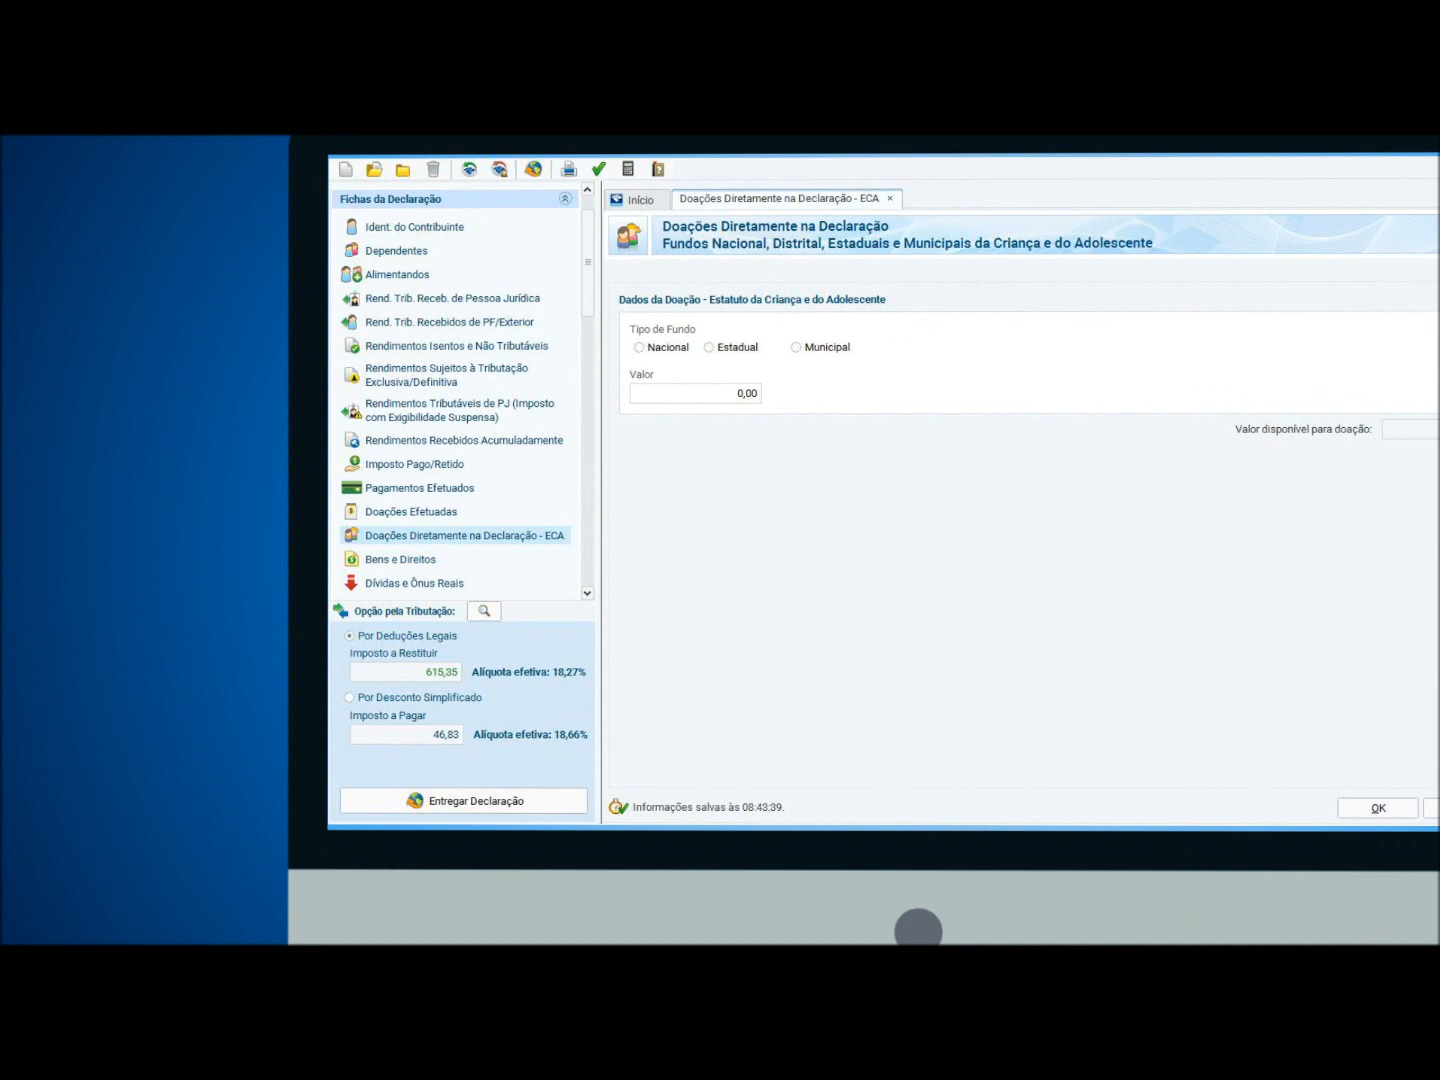 Fichas da Declaração
Ident. do Contribuinte
Dependentes
Alimentandos
Rend. Trib. Receb. de Pessoa Jurídica
Rend. Trib. Recebidos de PF/Exterior
Rendimentos Isentos e Não Tributáveis
Rendimentos Sujeitos à Tributação
Exclusiva/Definitiva
Rendimentos Tributáveis de PJ (Imposto
com Exigibilidade Suspensa)
Rendimentos Recebidos Acumuladamente
Imposto Pago/Retido
Pagamentos Efetuados
Doações Efetuadas
Doações Diretamente na Declaração - ECA
Bens e Direitos
Dívidas e Ônus Reais
Opção pela Tributação:
Por Deduções Legais
Imposto a Restituir
615,35 Alíquota efetiva: 18,27%
Por Desconto Simplificado
Imposto a Pagar
46,83 Alíquota efetiva: 18,66%
Entregar Declaração
Início Doações Diretamente na Declaração - ECA ×
Doações Diretamente na Declaração
Fundos Nacional, Distrital, Estaduais e Municipais da Criança e do Adolescente
Dados da Doação - Estatuto da Criança e do Adolescente
Tipo de Fundo
Nacional Estadual Municipal
Valor
0,00
Valor disponível para doação:
Informações salvas às 08:43:39.
OK